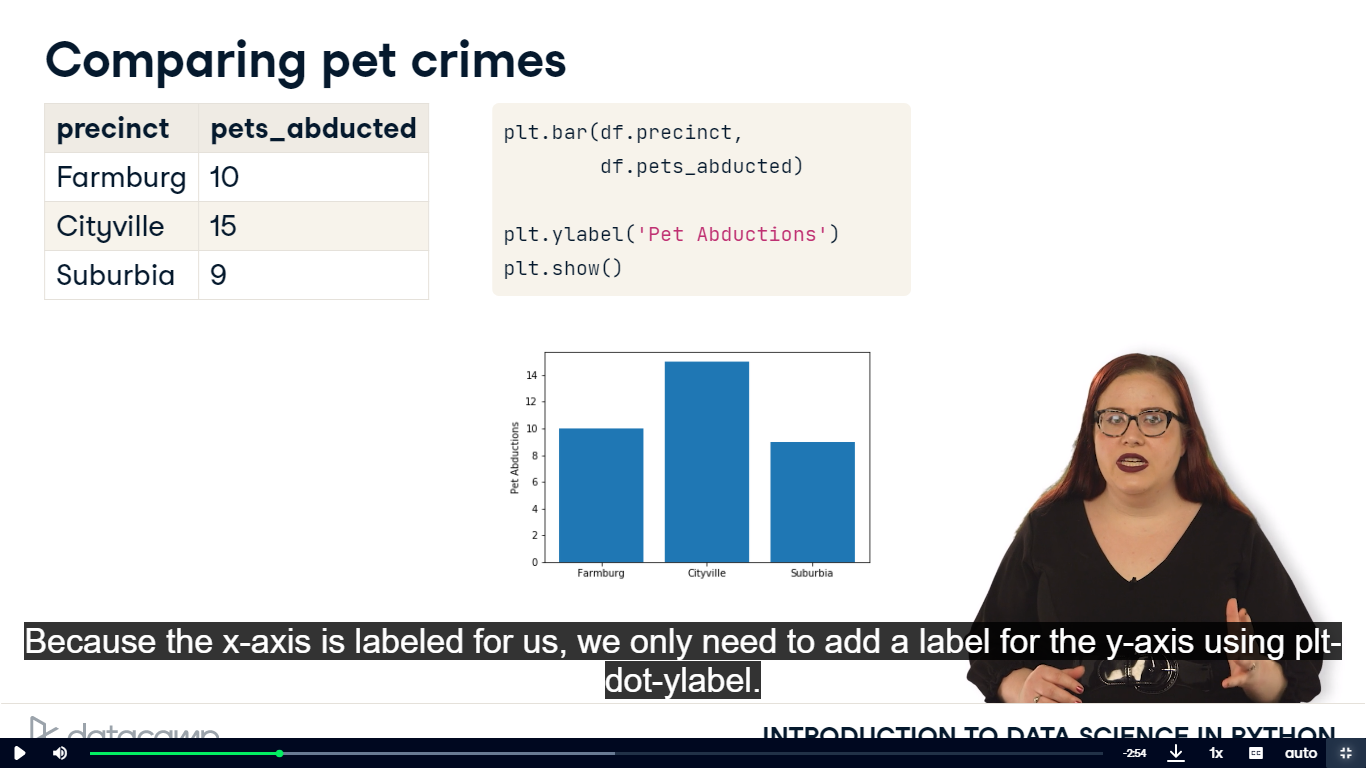 Comparing pet crimes
precinct pets_abducted
Farmburg 10
Cityville 15
Suburbia 9
plt.bar(df.precinct,
df.pets_abducted)
plt.ylabel('Pet Abductions')
plt.show()
14
12
10
8
6
4
2
0
Pet Abductions
Farmburg Cityville Suburbia
Because the x-axis is labeled for us, we only need to add a label for the y-axis using plt-
dot-ylabel.
datacamp
INTRODUCTION TO DATA SCIENCE IN PYTHON
-2:54 1x CC auto